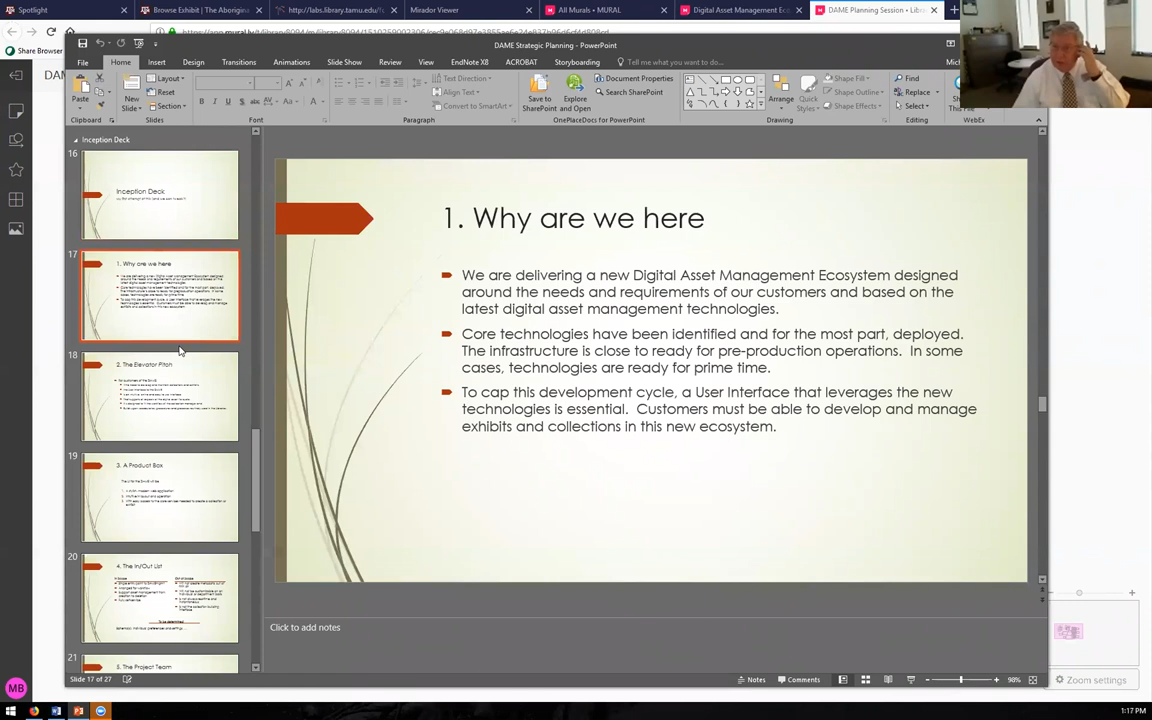 Spotlight
Browse Exhibit | The Aborigina
http://labs.library.tamu.edu/
Mirador Viewer
All Murals • MURAL
Digital Asset Management Ec
DAME Planning Session • Libr
Share Browser
DAME Strategic Planning - PowerPoint
File Home Insert Design Transitions Animations Slide Show Review View EndNote X8 ACROBAT Storyboarding Tell me what you want to do...
Paste
Clipboard
New
Slide
Layout
Reset
Section
Slides
Font
Text Direction
Align Text
Convert to SmartArt
Paragraph
Save to
SharePoint
Explore
and Open
Document Properties
Search SharePoint
OnePlaceDocs for PowerPoint
Arrange
Quick
Styles
Shape Fill
Shape Outline
Shape Effects
Drawing
Find
Replace
Select
Editing
WebEx
Inception Deck
16
Inception Deck
17
1. Why are we here
18
2. The Elevator Pitch
19
3. A Product Box
20
4. The In/Out List
21
5. The Project Team
1. Why are we here
We are delivering a new Digital Asset Management Ecosystem designed
around the needs and requirements of our customers and based on the
latest digital asset management technologies.
Core technologies have been identified and for the most part, deployed.
The infrastructure is close to ready for pre-production operations. In some
cases, technologies are ready for prime time.
To cap this development cycle, a User Interface that leverages the new
technologies is essential. Customers must be able to develop and manage
exhibits and collections in this new ecosystem.
Click to add notes
Slide 17 of 27
Notes
Comments
98%
Zoom settings
MB
1:17 PM